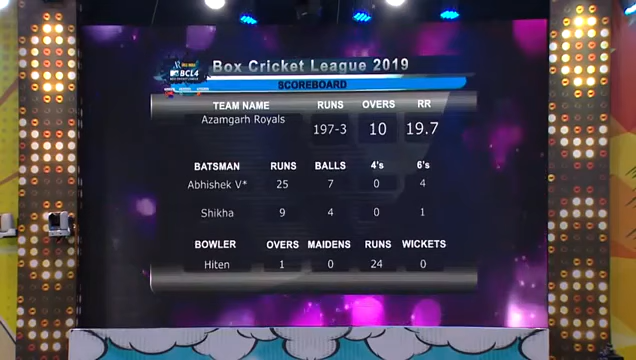 Box Cricket League 2019
BCL4
SCOREBOARD
TEAM NAME RUNS OVERS RR
Azamgarh Royals 197-3 10 19.7
BATSMAN RUNS BALLS 4's 6's
Abhishek V* 25 7 0 4
Shikha 9 4 0 1
BOWLER OVERS MAIDENS RUNS WICKETS
Hiten 1 0 24 0